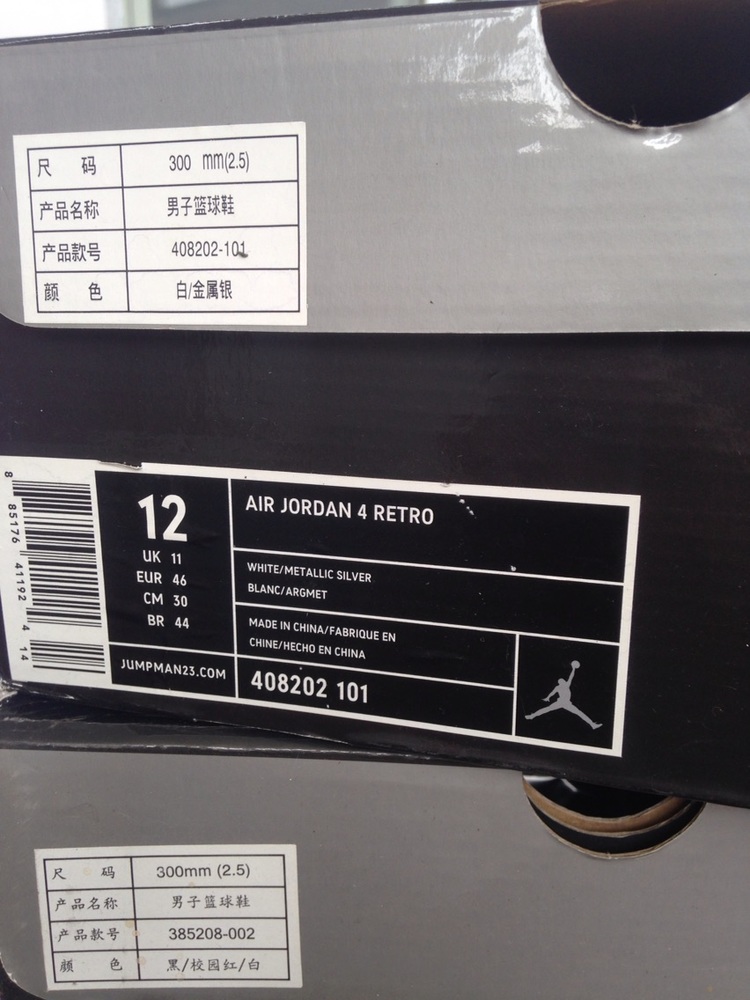 尺 码 300 mm(2.5)
产品名称 男子篮球鞋
产品款号 408202-101
颜 色 白/金属银
8 85176 41192 4 14
12
UK 11
EUR 46
CM 30
BR 44
JUMPMAN23.COM
AIR JORDAN 4 RETRO
WHITE/METALLIC SILVER
BLANC/ARGMET
MADE IN CHINA/FABRIQUE EN
CHINE/HECHO EN CHINA
408202 101
尺 码 300mm (2.5)
产品名称 男子篮球鞋
产品款号 385208-002
颜 色 黑/校园红/白